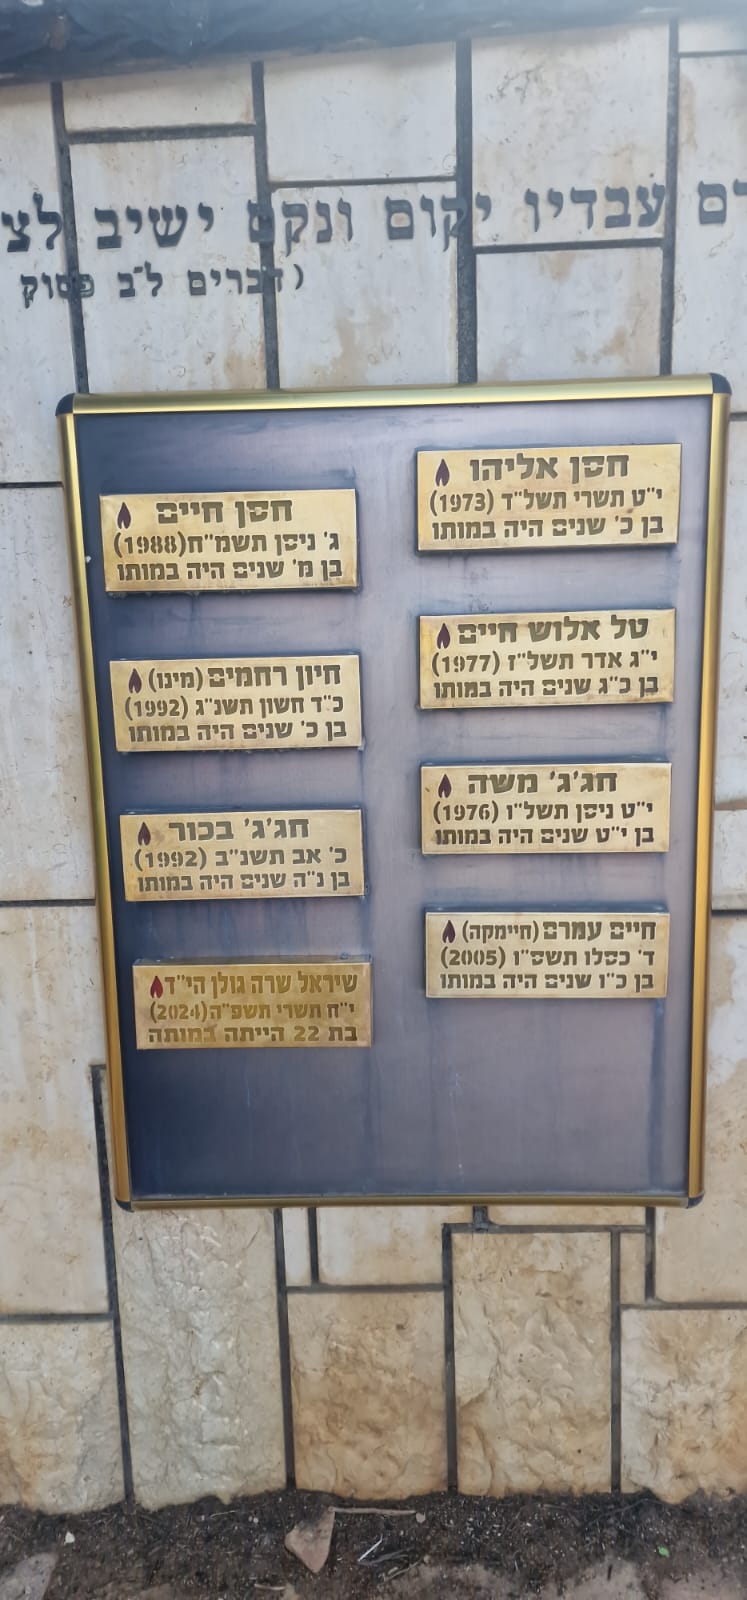 דם עבדיו יקום ונקם ישיב לצ
(דברים ל"ב פסוק
חסן אליהו
י"ט תשרי תשל"ד (1973)
בן כ' שנים היה במותו
טל אלוש חיים
י"ג אדר תשל"ז (1977)
בן כ"ג שנים היה במותו
חג'ג' משה
י"ט ניסן תשל"ו (1976)
בן י"ט שנים היה במותו
חיים עמרם (חיימקה)
ד' כסלו תשס"ו (2005)
בן כ"ו שנים היה במותו
חסן חיים
ג' ניסן תשמ"ח(1988)
בן מ' שנים היה במותו
חיון רחמים (מינו)
כ"ד חשון תשנ"ג (1992)
בן כ' שנים היה במותו
חג'ג' בכור
כ' אב תשנ"ב (1992)
בן נ"ה שנים היה במותו
שיראל שרה גולן הי"ד
י"ח תשרי תשפ"ה(2024)
בת 22 הייתה במותה